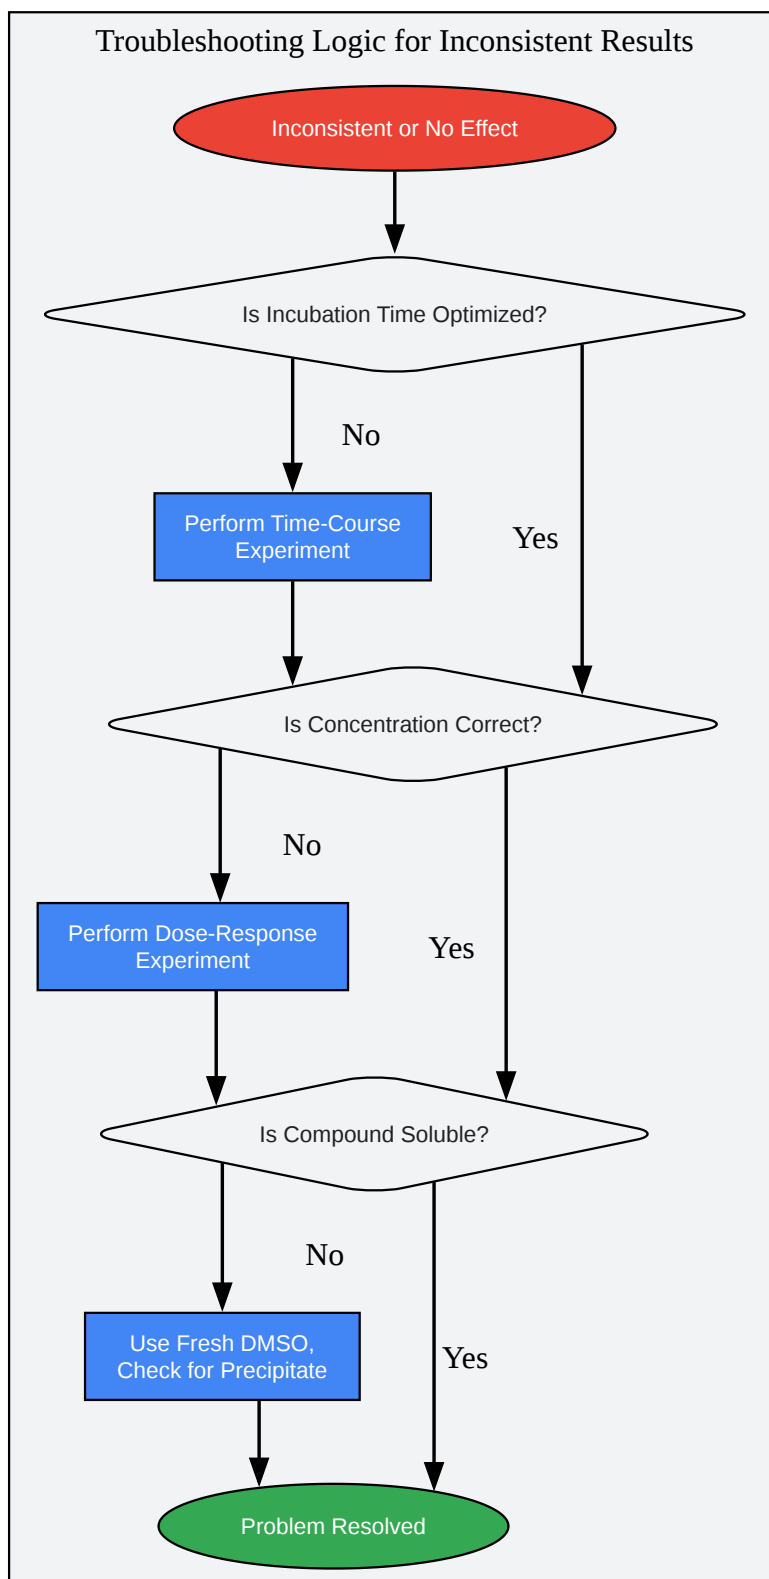 Troubleshooting Logic for Inconsistent Results
Inconsistent or No Effect
Is Incubation Time Optimized?
No
Perform Time-Course
Experiment
Yes
Is Concentration Correct?
No
Perform Dose-Response
Experiment
Yes
Is Compound Soluble?
No
Use Fresh DMSO,
Check for Precipitate
Yes
Problem Resolved